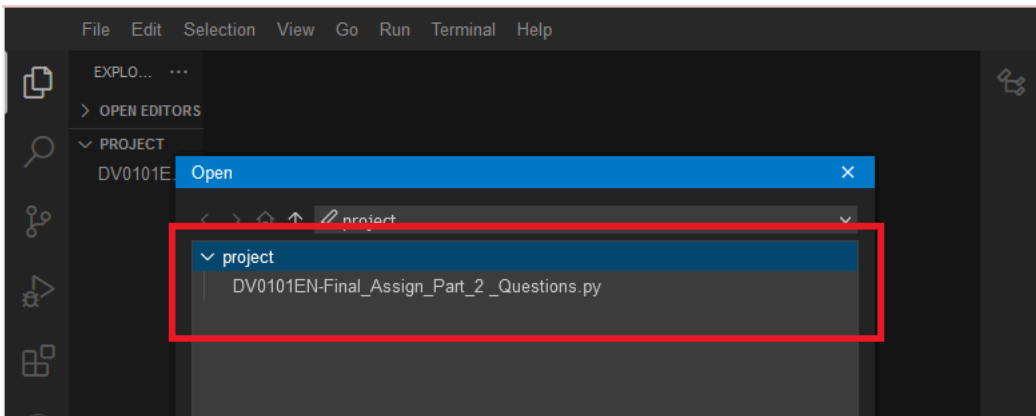 File Edit Selection View Go Run Terminal Help
EXPLO... ···
OPEN EDITORS
PROJECT
DV0101E
Open
project
project
DV0101EN-Final_Assign_Part_2 _Questions.py